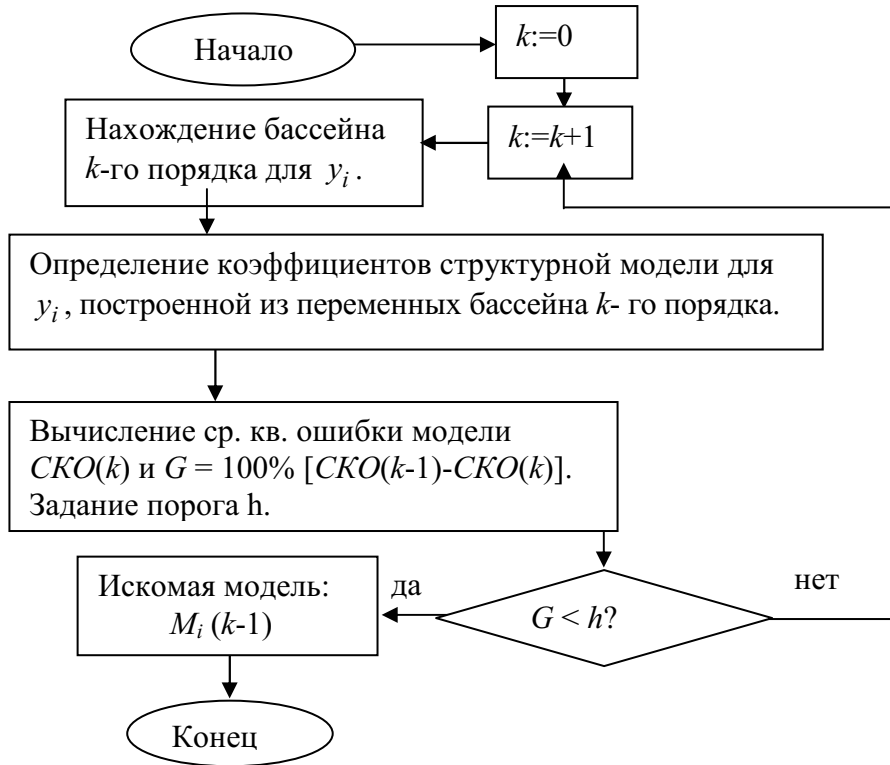 Начало
k:=0
k:=k+1
Нахождение бассейна
k-го порядка для y_i.
Определение коэффициентов структурной модели для
y_i, построенной из переменных бассейна k- го порядка.
Вычисление ср. кв. ошибки модели
СКО(k) и G = 100% [СКО(k-1)-СКО(k)].
Задание порога h.
G < h?
да
нет
Искомая модель:
M_i (k-1)
Конец